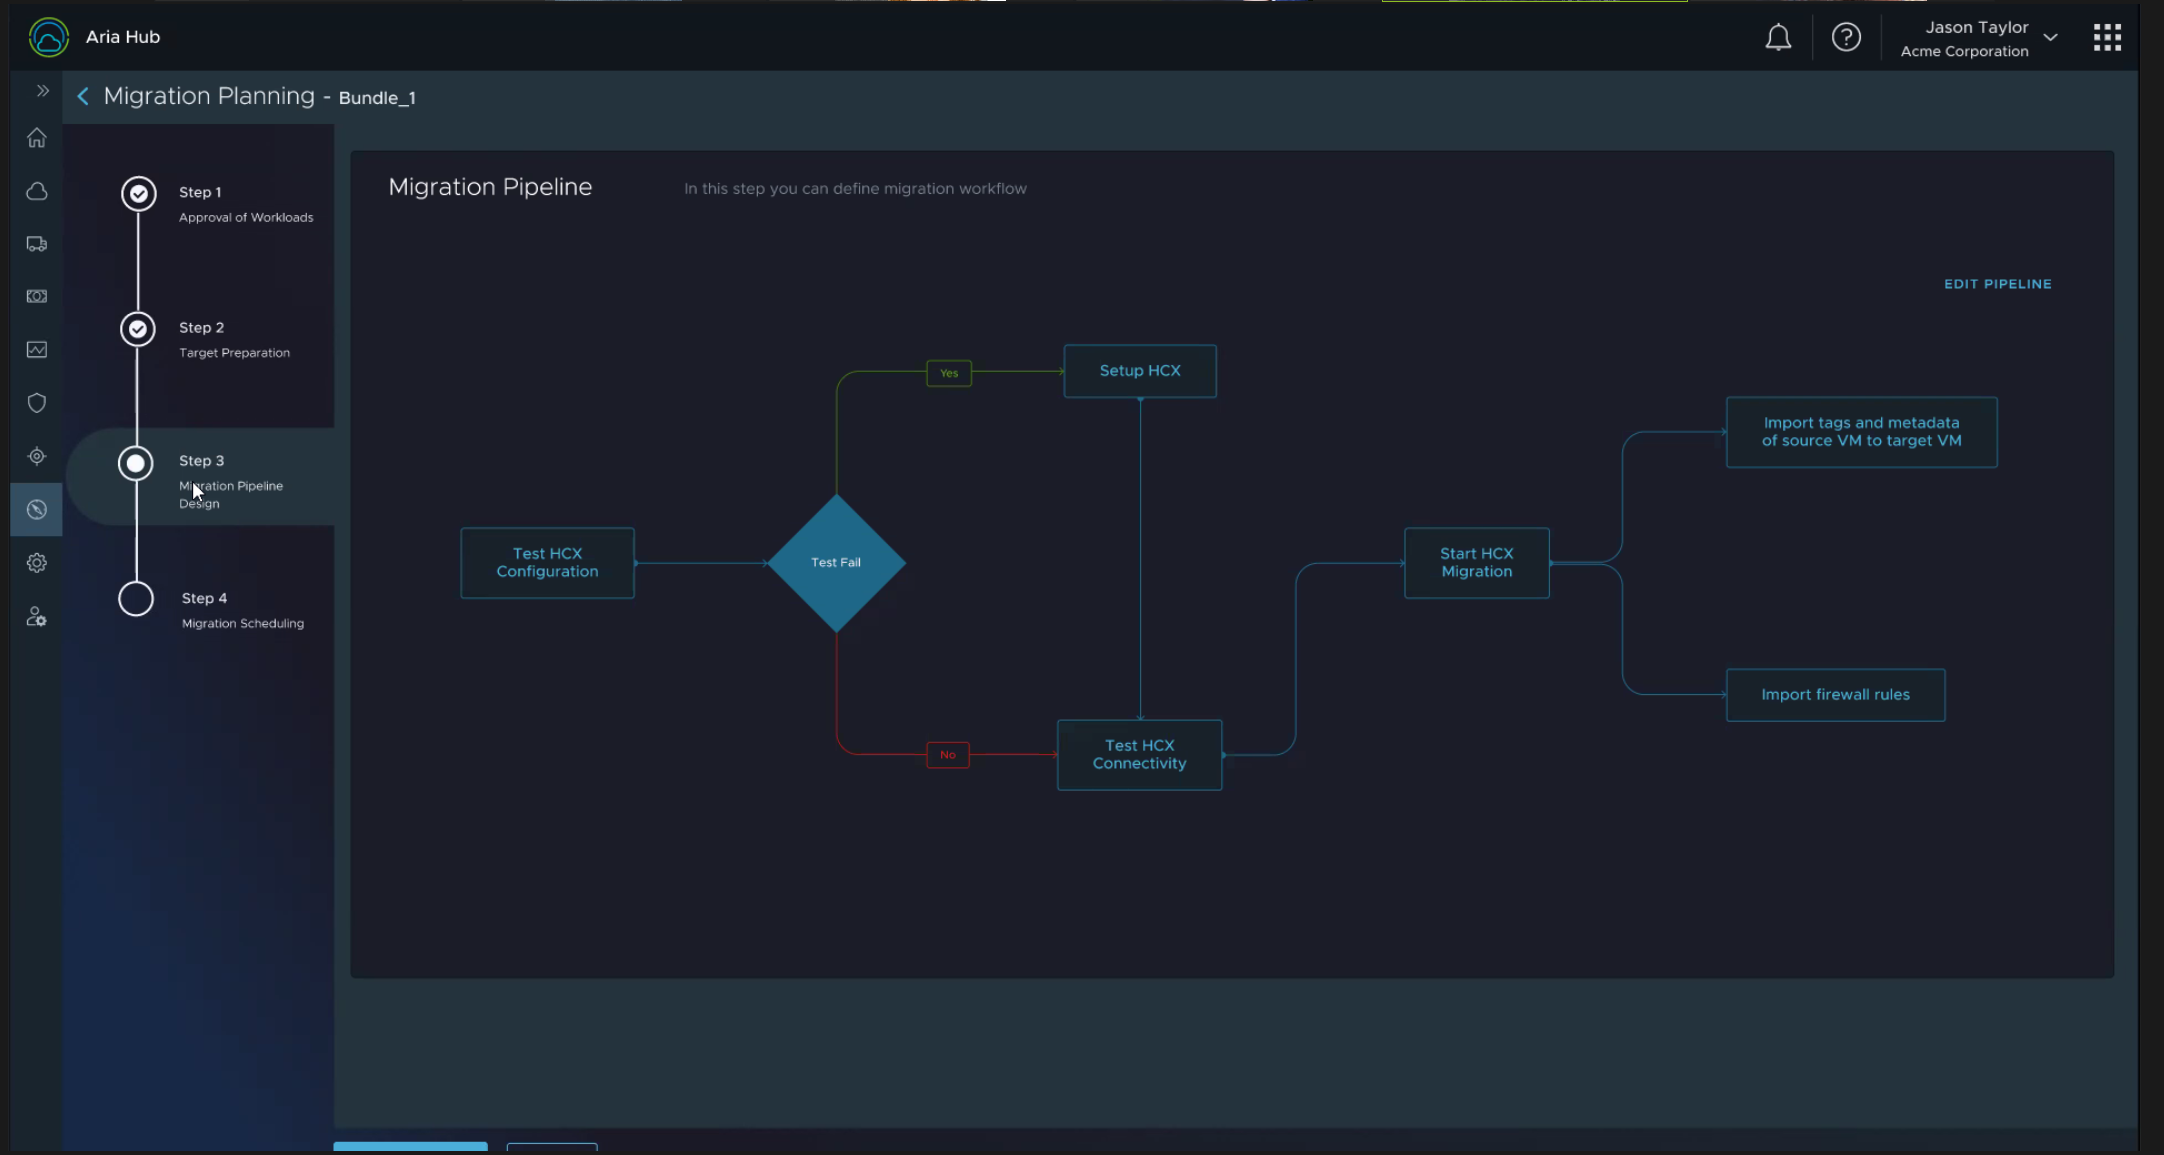 Aria Hub
Jason Taylor
Acme Corporation
Migration Planning - Bundle_1
Step 1
Approval of Workloads
Step 2
Target Preparation
Step 3
Migration Pipeline
Design
Step 4
Migration Scheduling
Migration Pipeline
In this step you can define migration workflow
EDIT PIPELINE
Yes
Setup HCX
Import tags and metadata
of source VM to target VM
Test HCX
Configuration
Test Fail
Start HCX
Migration
Import firewall rules
No
Test HCX
Connectivity